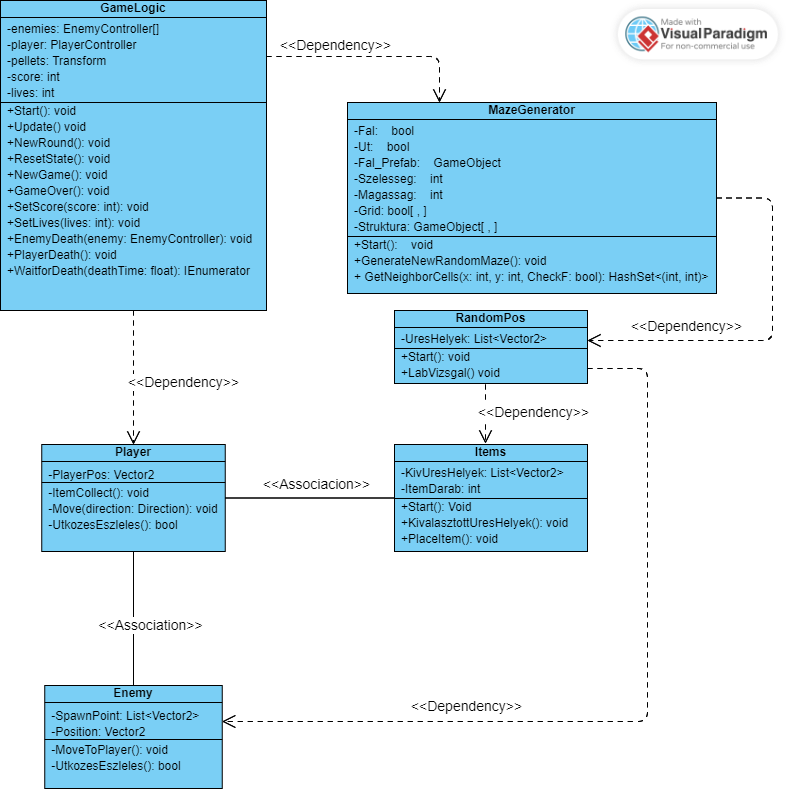 GameLogic
-enemies: EnemyController[]
-player: PlayerController
-pellets: Transform
-score: int
-lives: int
+Start(): void
+Update() void
+NewRound(): void
+ResetState(): void
+NewGame(): void
+GameOver(): void
+SetScore(score: int): void
+SetLives(lives: int): void
+EnemyDeath(enemy: EnemyController): void
+PlayerDeath(): void
+WaitforDeath(deathTime: float): IEnumerator
<<Dependency>>
Made with
VisualParadigm
For non-commercial use
MazeGenerator
-Fal: bool
-Ut: bool
-Fal_Prefab: GameObject
-Szelesseg: int
-Magassag: int
-Grid: bool[ , ]
-Struktura: GameObject[ , ]
+Start(): void
+GenerateNewRandomMaze(): void
+ GetNeighborCells(x: int, y: int, CheckF: bool): HashSet<(int, int)>
<<Dependency>>
RandomPos
-UresHelyek: List<Vector2>
+Start(): void
+LabVizsgal() void
<<Dependency>>
<<Dependency>>
Player
-PlayerPos: Vector2
-ItemCollect(): void
-Move(direction: Direction): void
-UtkozesEszleles(): bool
<<Associacion>>
Items
-KivUresHelyek: List<Vector2>
-ItemDarab: int
+Start(): Void
+KivalasztottUresHelyek(): void
+PlaceItem(): void
<<Association>>
Enemy
-SpawnPoint: List<Vector2>
-Position: Vector2
-MoveToPlayer(): void
-UtkozesEszleles(): bool
<<Dependency>>